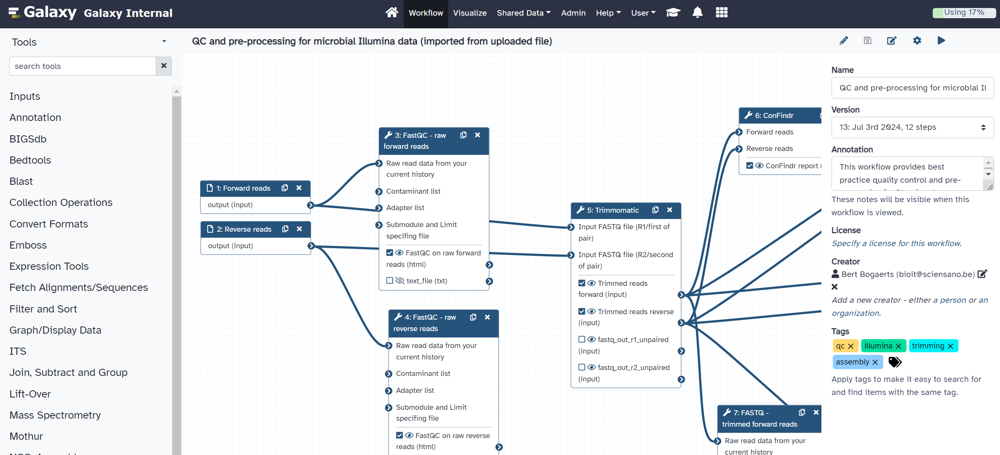 Galaxy Galaxy Internal
Workflow Visualize Shared Data Admin Help User
Using 17%
Tools
search tools
Inputs
Annotation
BIGSdb
Bedtools
Blast
Collection Operations
Convert Formats
Emboss
Expression Tools
Fetch Alignments/Sequences
Filter and Sort
Graph/Display Data
ITS
Join, Subtract and Group
Lift-Over
Mass Spectrometry
Mothur
QC and pre-processing for microbial Illumina data (imported from uploaded file)
1: Forward reads
output (input)
2: Reverse reads
output (input)
3: FastQC - raw
forward reads
Raw read data from your
current history
Contaminant list
Adapter list
Submodule and Limit
specifing file
FastQC on raw forward
reads (html)
text_file (txt)
4: FastQC - raw
reverse reads
Raw read data from your
current history
Contaminant list
Adapter list
Submodule and Limit
specifing file
FastQC on raw reverse
reads (html)
5: Trimmomatic
Input FASTQ file (R1/first of
pair)
Input FASTQ file (R2/second
of pair)
Trimmed reads
forward (input)
Trimmed reads reverse
(input)
fastq_out_r1_unpaired
(input)
fastq_out_r2_unpaired
(input)
6: ConFindr
Forward reads
Reverse reads
ConFindr report (
7: FASTQ -
trimmed forward reads
Raw read data from your
current history
Name
QC and pre-processing for microbial Il
Version
13: Jul 3rd 2024, 12 steps
Annotation
This workflow provides best
practice quality control and pre-
These notes will be visible when this
workflow is viewed.
License
Specify a license for this workflow.
Creator
Bert Bogaerts (bioit@sciensano.be)
Add a new creator - either a person or an
organization.
Tags
qc illumina trimming
assembly
Apply tags to make it easy to search for
and find items with the same tag.